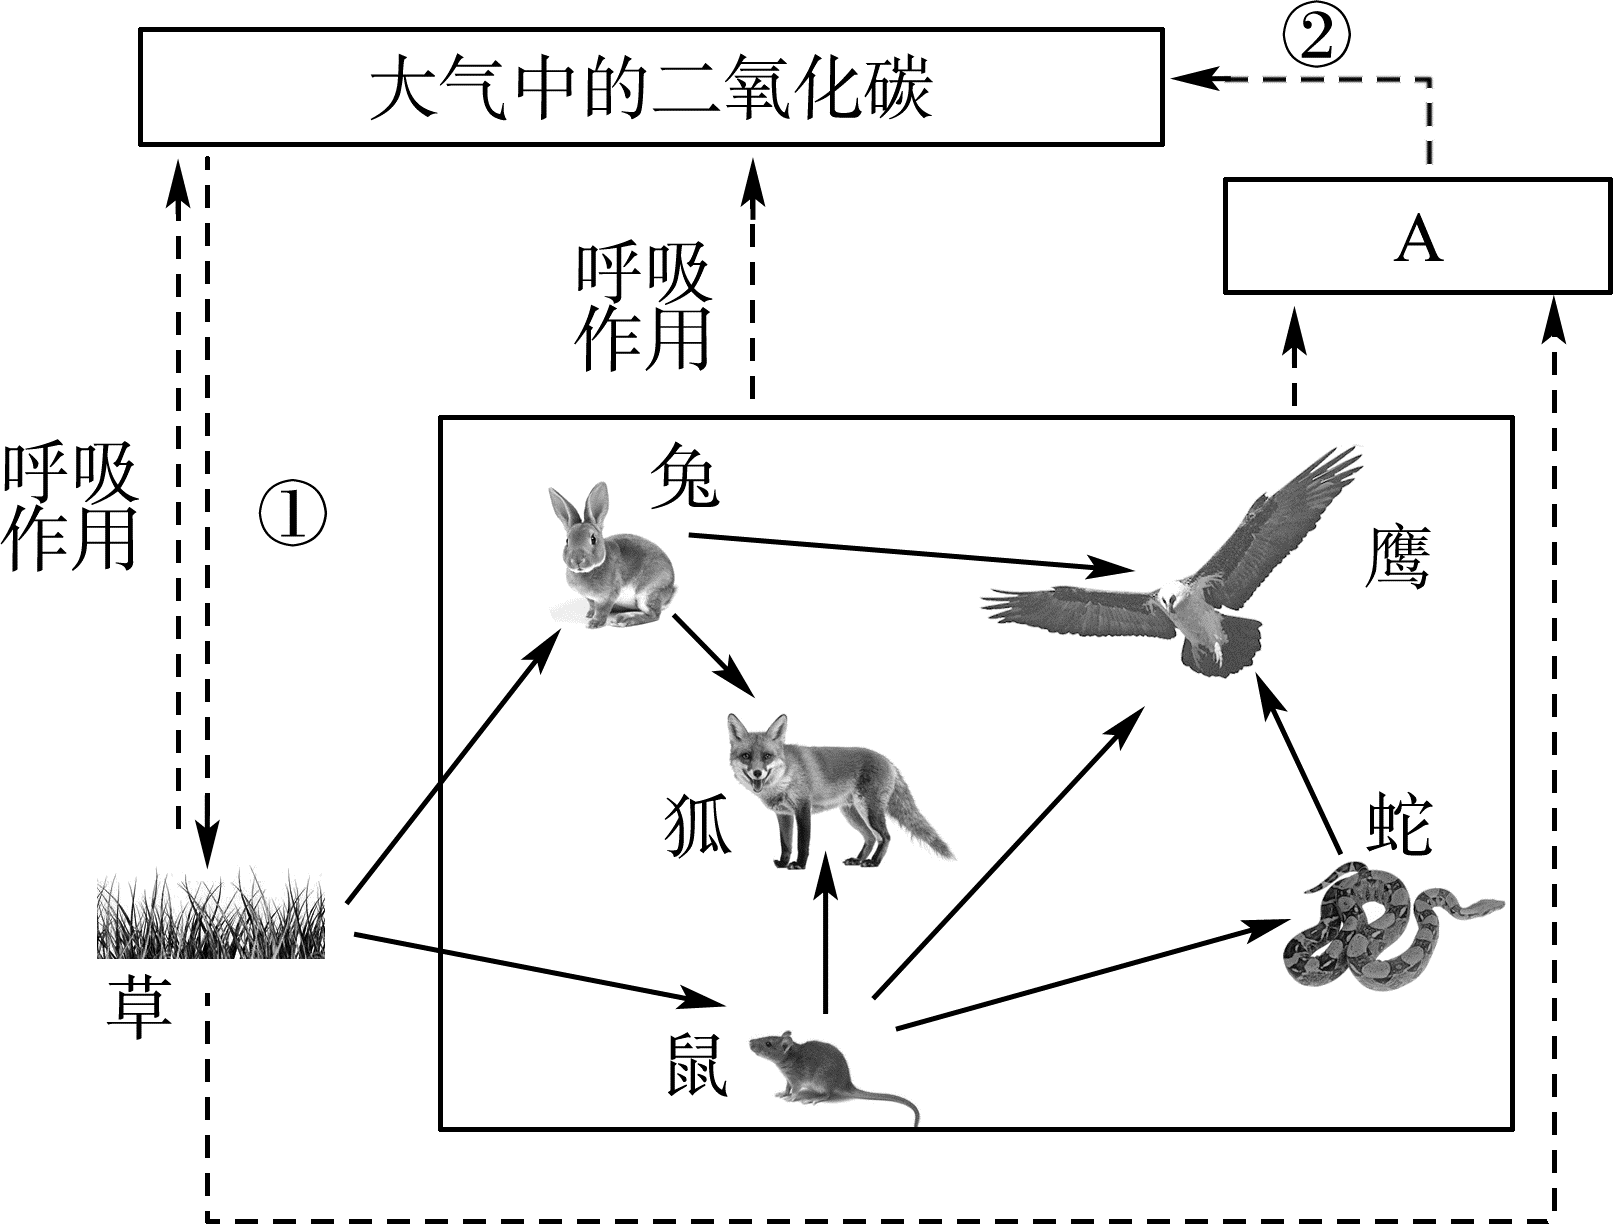 ②
大气中的二氧化碳
A
呼吸
作用
呼吸
作用
①
兔
鹰
狐
蛇
草
鼠